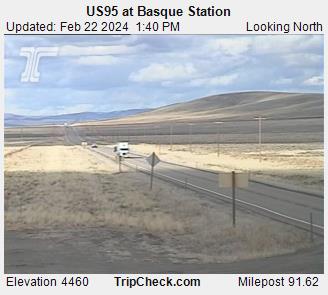 US95 at Basque Station
Updated: Feb 22 2024 1:40 PM Looking North
Elevation 4460 TripCheck.com Milepost 91.62